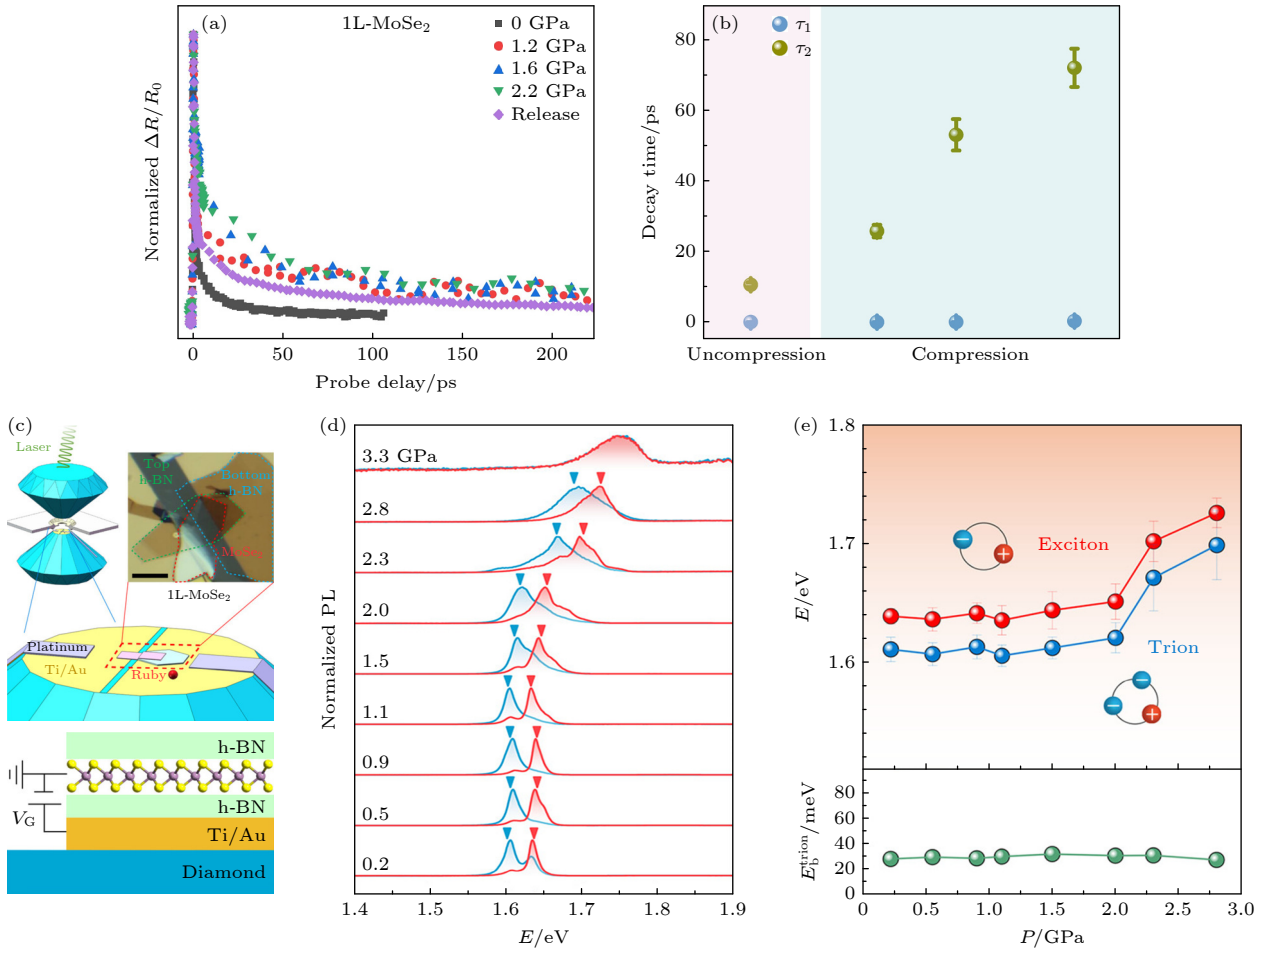 (a)
1L-MoSe2
0 GPa
1.2 GPa
1.6 GPa
2.2 GPa
Release
Normalized ΔR/R0
0 50 100 150 200
Probe delay/ps
(b)
τ1
τ2
80
60
40
20
0
Decay time/ps
Uncompression Compression
(c)
Laser
Top
h-BN
Bottom
h-BN
MoSe2
1L-MoSe2
Platinum
Ti/Au
Ruby
h-BN
h-BN
VG
Ti/Au
Diamond
(d)
3.3 GPa
2.8
2.3
2.0
1.5
1.1
0.9
0.5
0.2
Normalized PL
1.4 1.5 1.6 1.7 1.8 1.9
E/eV
(e)
1.8
1.7
1.6
E/eV
Exciton
Trion
80
60
40
20
0
E_b^trion/meV
0 0.5 1.0 1.5 2.0 2.5 3.0
P/GPa